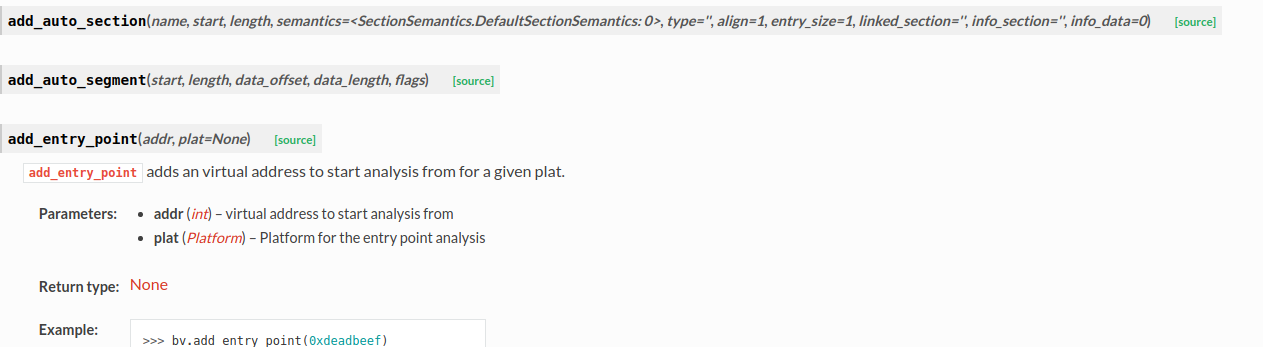 add_auto_section(name, start, length, semantics=<SectionSemantics.DefaultSectionSemantics: 0>, type='', align=1, entry_size=1, linked_section='', info_section='', info_data=0) [source]
add_auto_segment(start, length, data_offset, data_length, flags) [source]
add_entry_point(addr, plat=None) [source]
add_entry_point adds an virtual address to start analysis from for a given plat.
Parameters: • addr (int) – virtual address to start analysis from
• plat (Platform) – Platform for the entry point analysis
Return type: None
Example:
>>> bv.add_entry_point(0xdeadbeef)